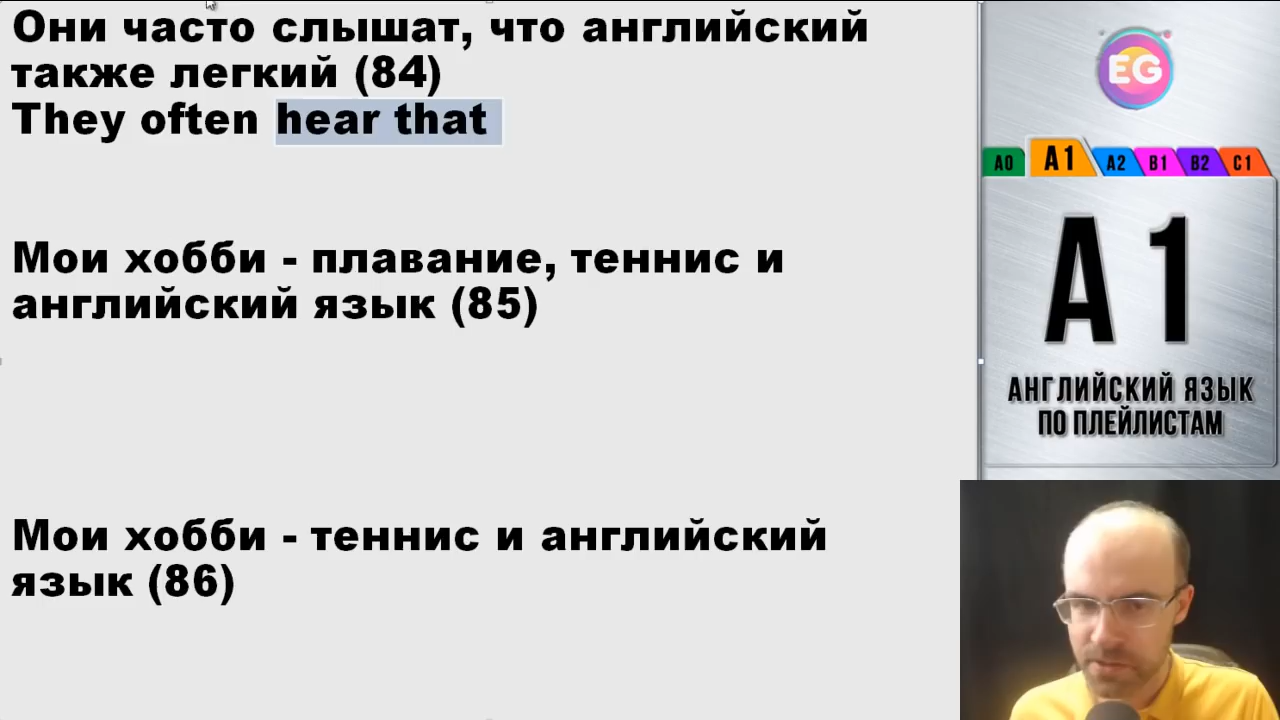 Они часто слышат, что английский
также легкий (84)
They often hear that
Мои хобби - плавание, теннис и
английский язык (85)
Мои хобби - теннис и английский
язык (86)
EG
A0 A1 A2 B1 B2 C1
A 1
АНГЛИЙСКИЙ ЯЗЫК
ПО ПЛЕЙЛИСТАМ